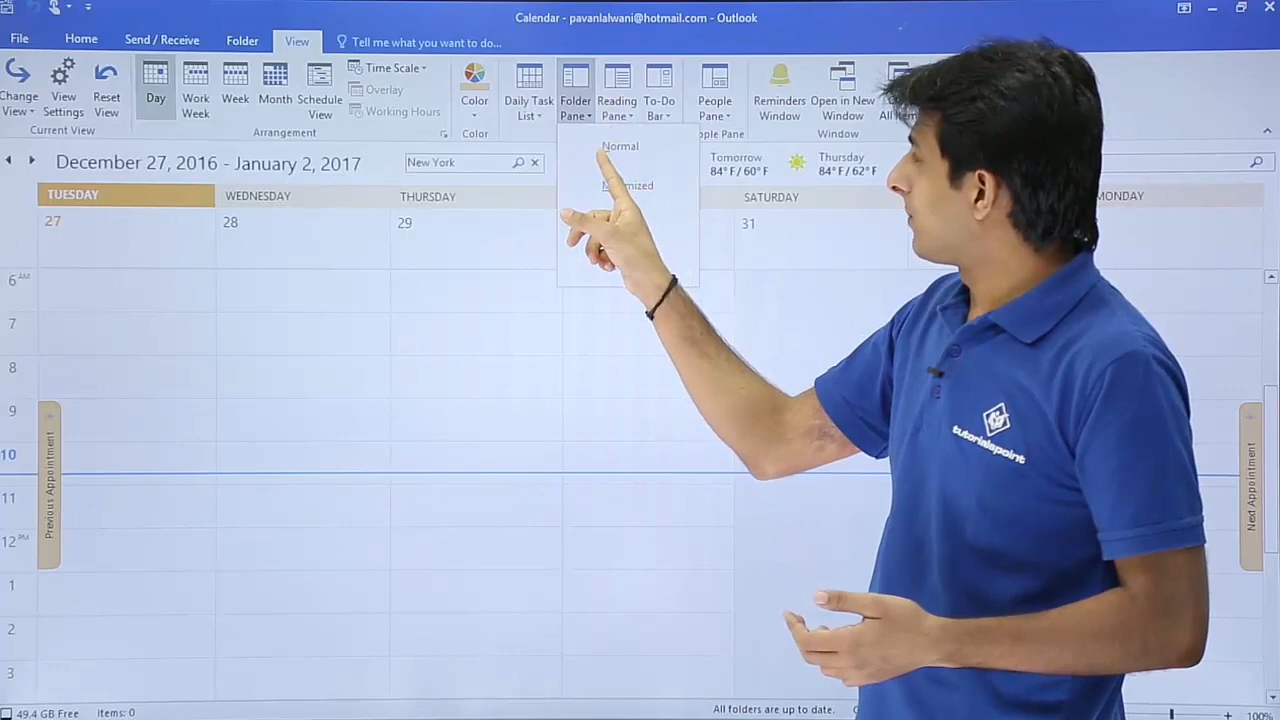 Calendar - pavanlalwani@hotmail.com - Outlook
File Home Send / Receive Folder View Tell me what you want to do...
Change View
View Settings
Reset View
Current View
Day
Work Week
Week
Month
Schedule View
Time Scale
Overlay
Working Hours
Arrangement
Color
Color
Daily Task List
Folder Pane
Reading Pane
To-Do Bar
People Pane
ople Pane
Reminders Window
Open in New Window
Window
Normal
December 27, 2016 - January 2, 2017
New York
Tomorrow
84° F / 60° F
Thursday
84° F / 62° F
TUESDAY WEDNESDAY THURSDAY SATURDAY MONDAY
27 28 29 31
6 AM
7
8
9
10
11
12 PM
1
2
3
Previous Appointment
Next Appointment
tutorialspoint
49.4 GB Free Items: 0 All folders are up to date. 100%